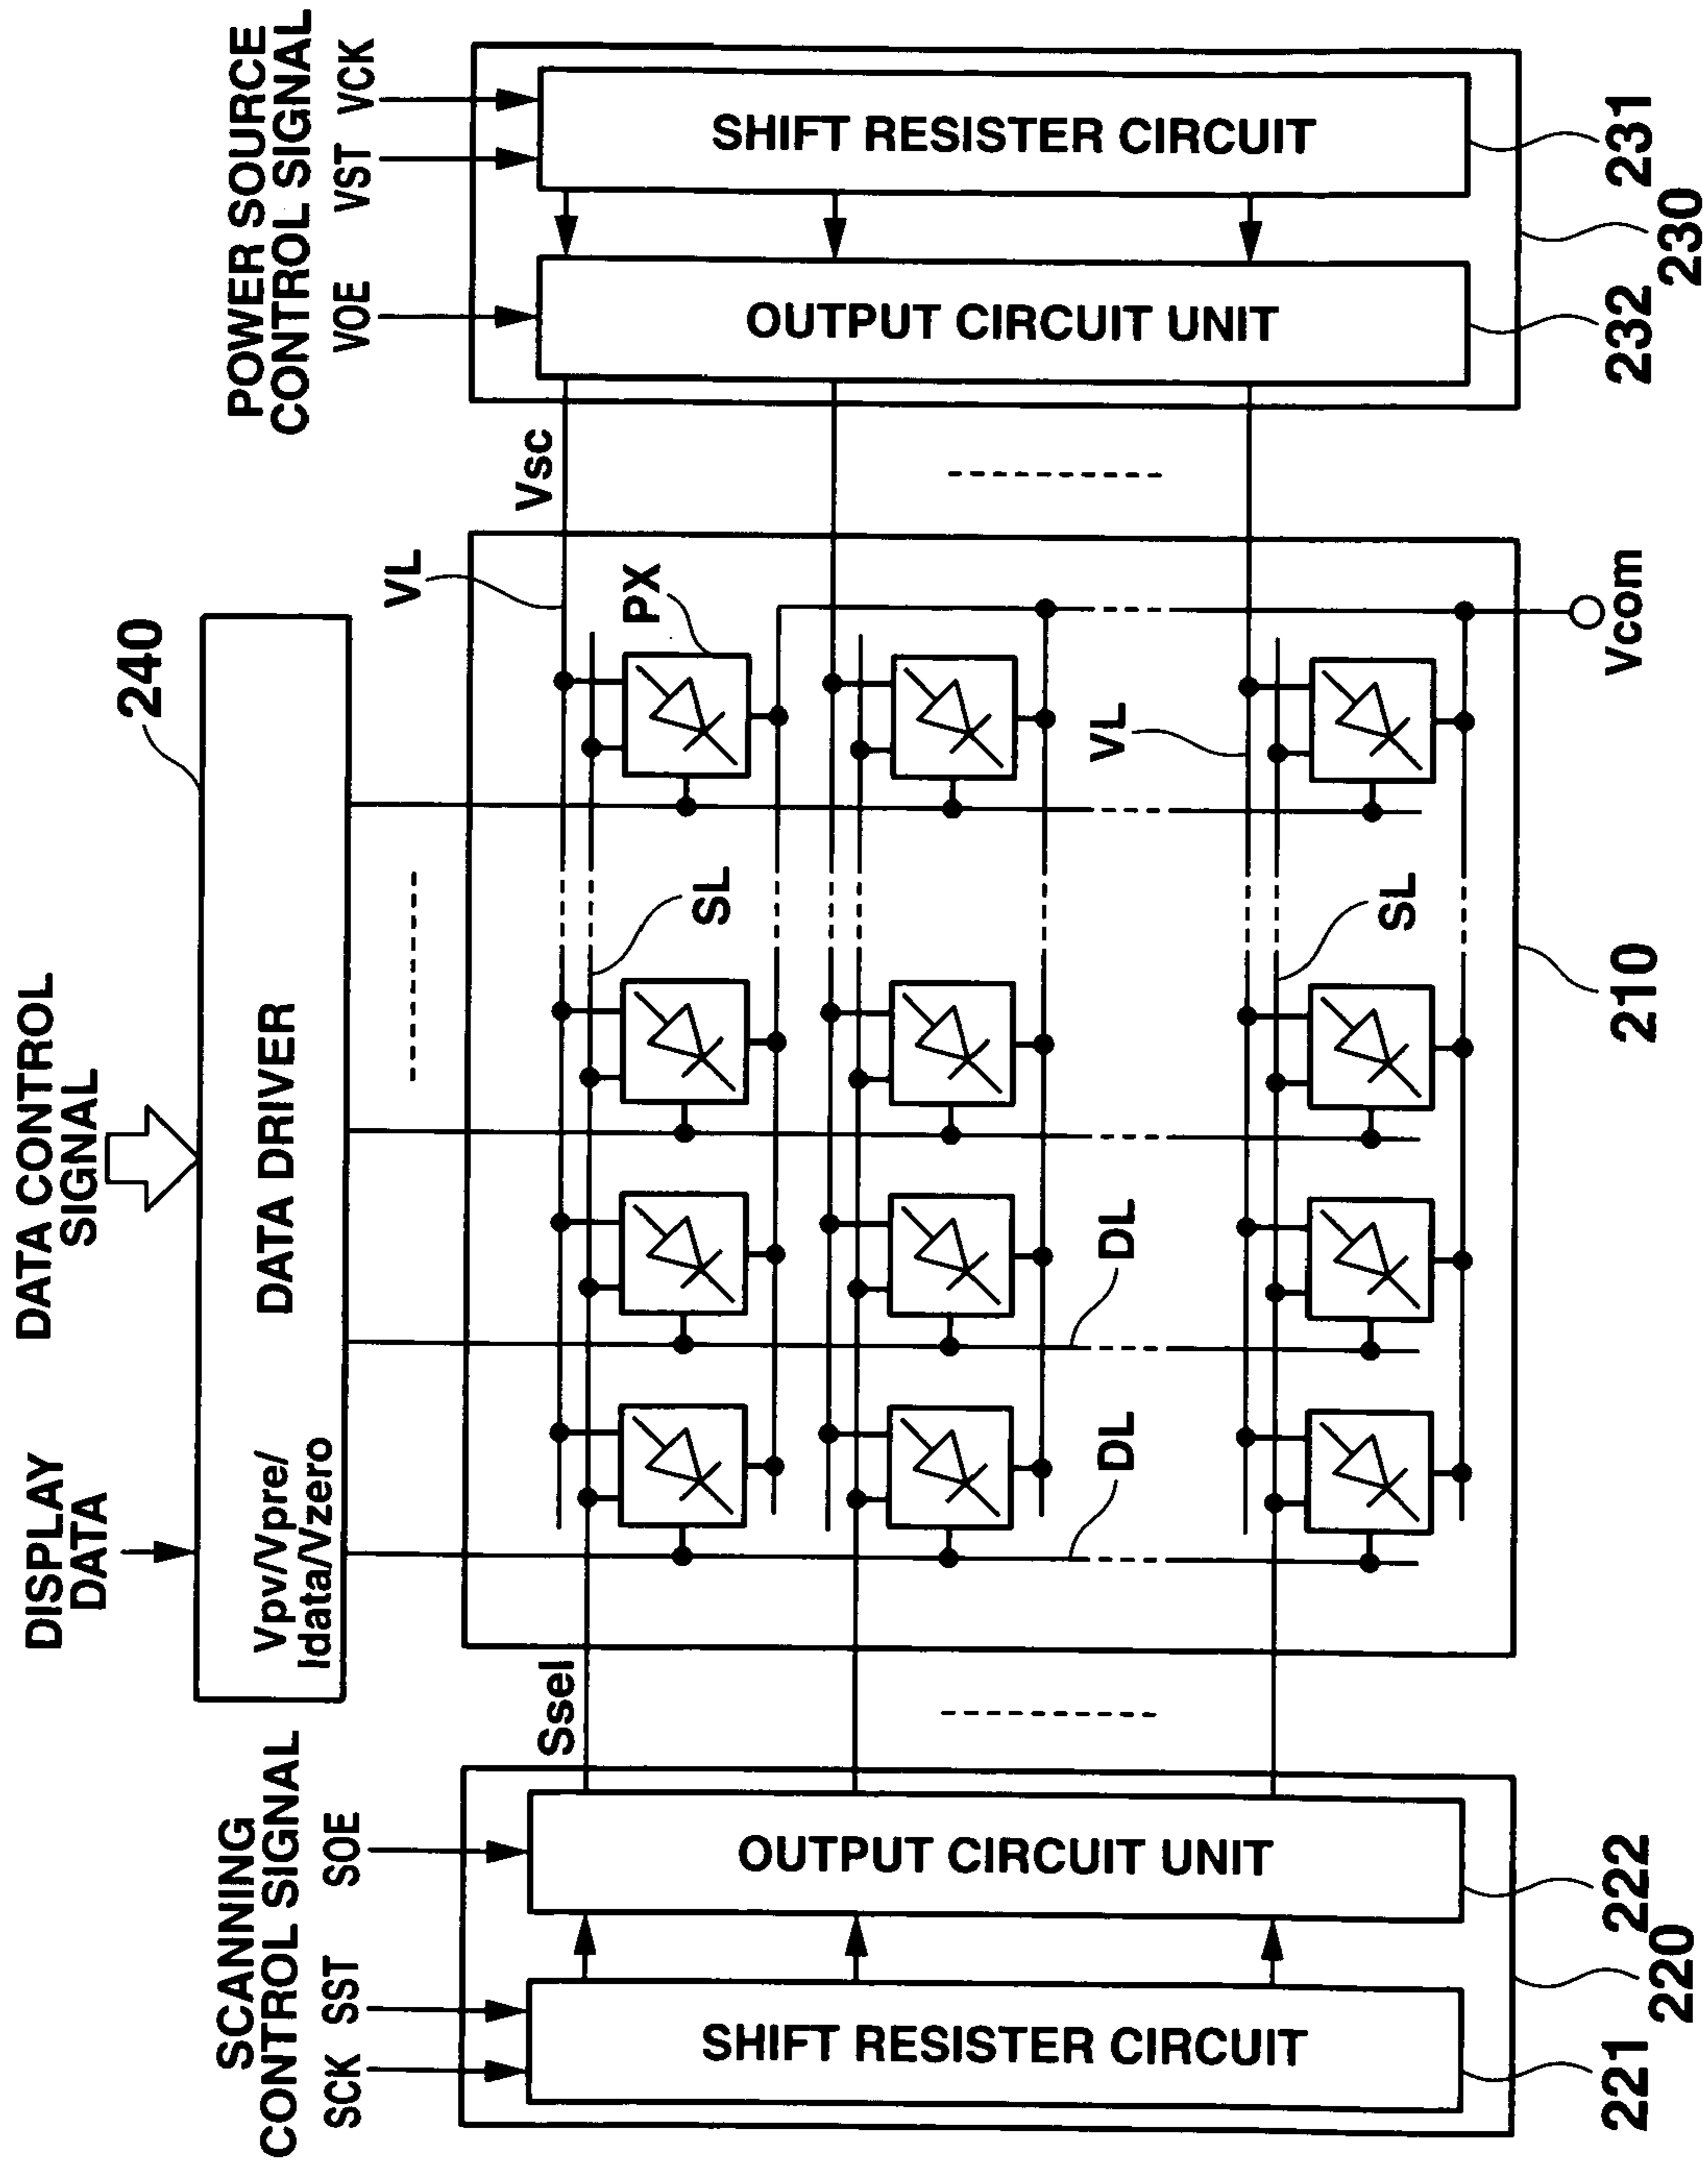 DISPLAY
DATA
DATA CONTROL
SIGNAL
240
DATA DRIVER
Vpv/Vpre/
Idata/Vzero
SCANNING
CONTROL SIGNAL
SCK
SST
SOE
POWER SOURCE
CONTROL SIGNAL
VOE
VST
VCK
Ssel
VL
Vsc
SL
PX
SHIFT RESISTER CIRCUIT
OUTPUT CIRCUIT UNIT
OUTPUT CIRCUIT UNIT
SHIFT RESISTER CIRCUIT
DL
DL
VL
SL
221
222
220
210
Vcom
232
231
230